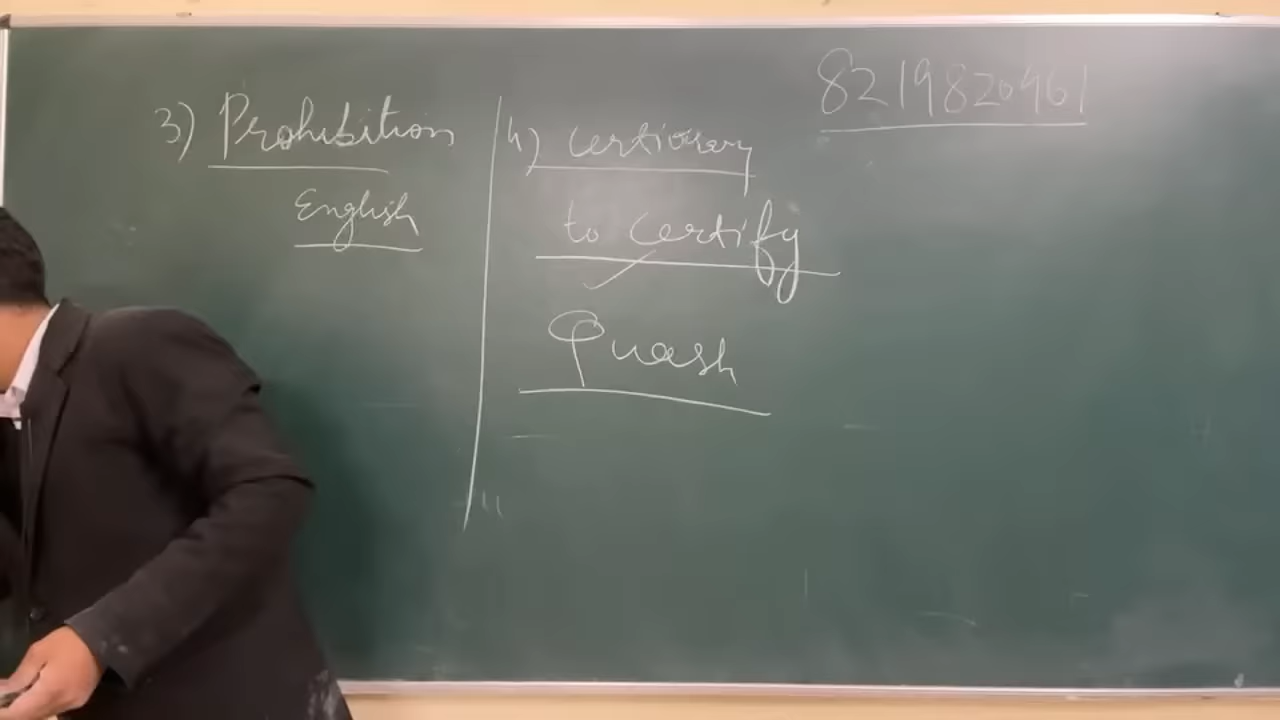 3) Prohibition
English
4) Certiorary
to certify
Quash
8219820461